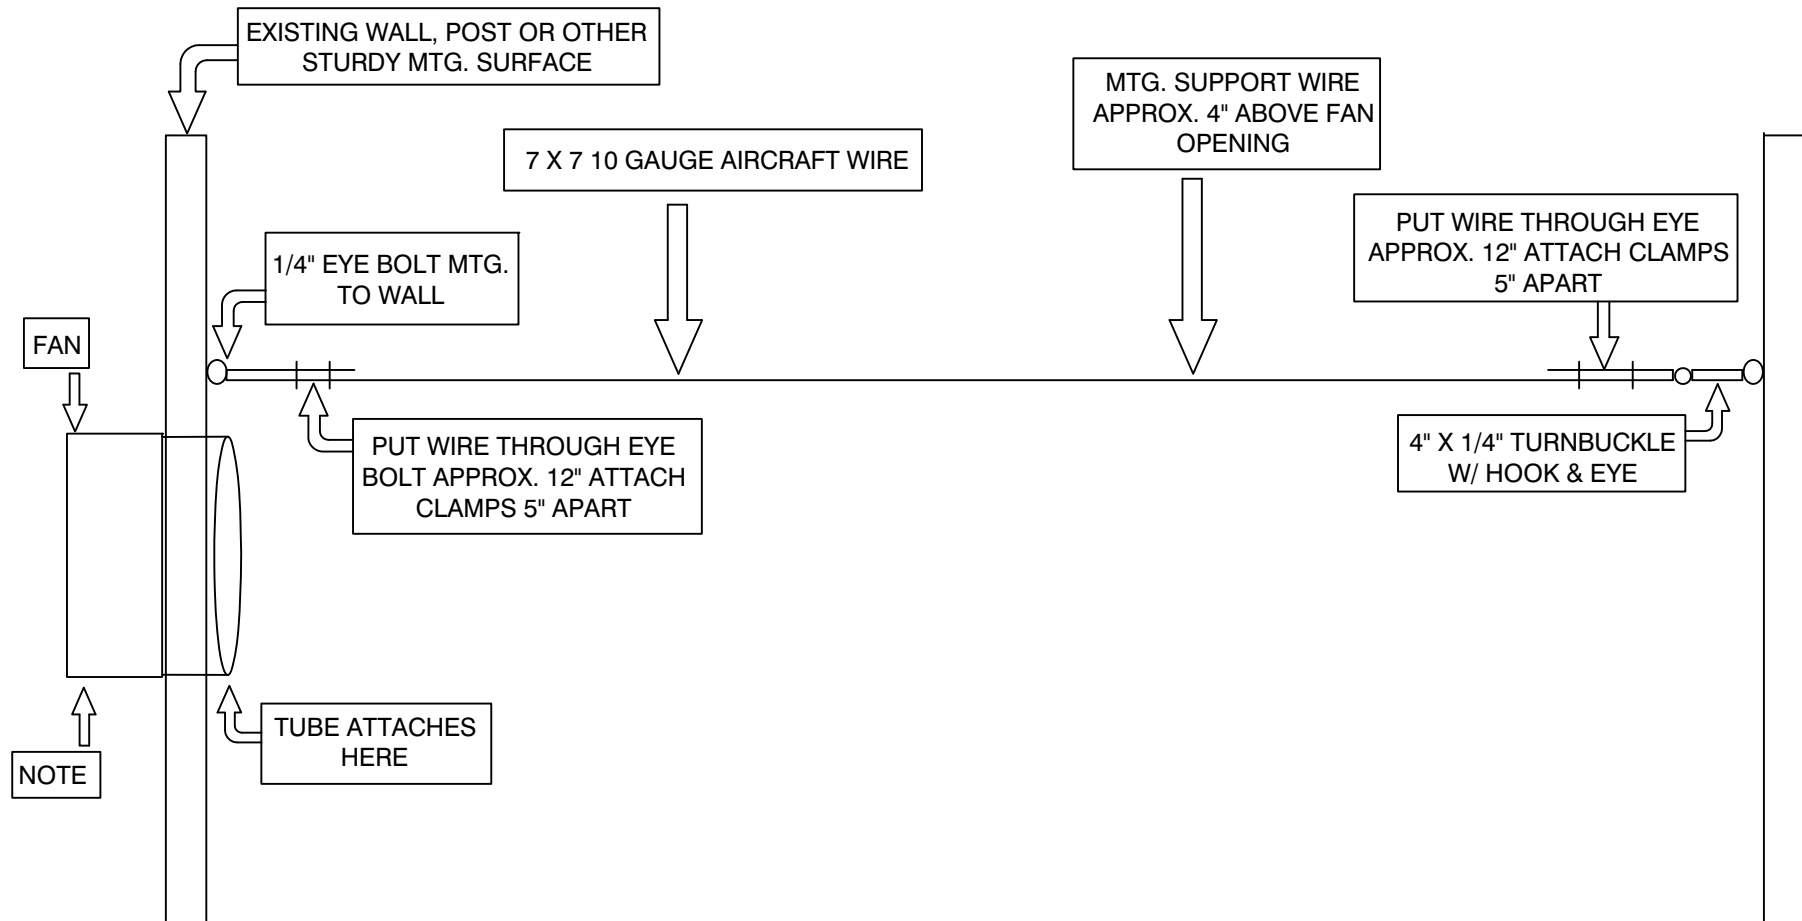 EXISTING WALL, POST OR OTHER
STURDY MTG. SURFACE
MTG. SUPPORT WIRE
APPROX. 4" ABOVE FAN
OPENING
7 X 7 10 GAUGE AIRCRAFT WIRE
PUT WIRE THROUGH EYE
APPROX. 12" ATTACH CLAMPS
5" APART
1/4" EYE BOLT MTG.
TO WALL
FAN
PUT WIRE THROUGH EYE
BOLT APPROX. 12" ATTACH
CLAMPS 5" APART
4" X 1/4" TURNBUCKLE
W/ HOOK & EYE
TUBE ATTACHES
HERE
NOTE